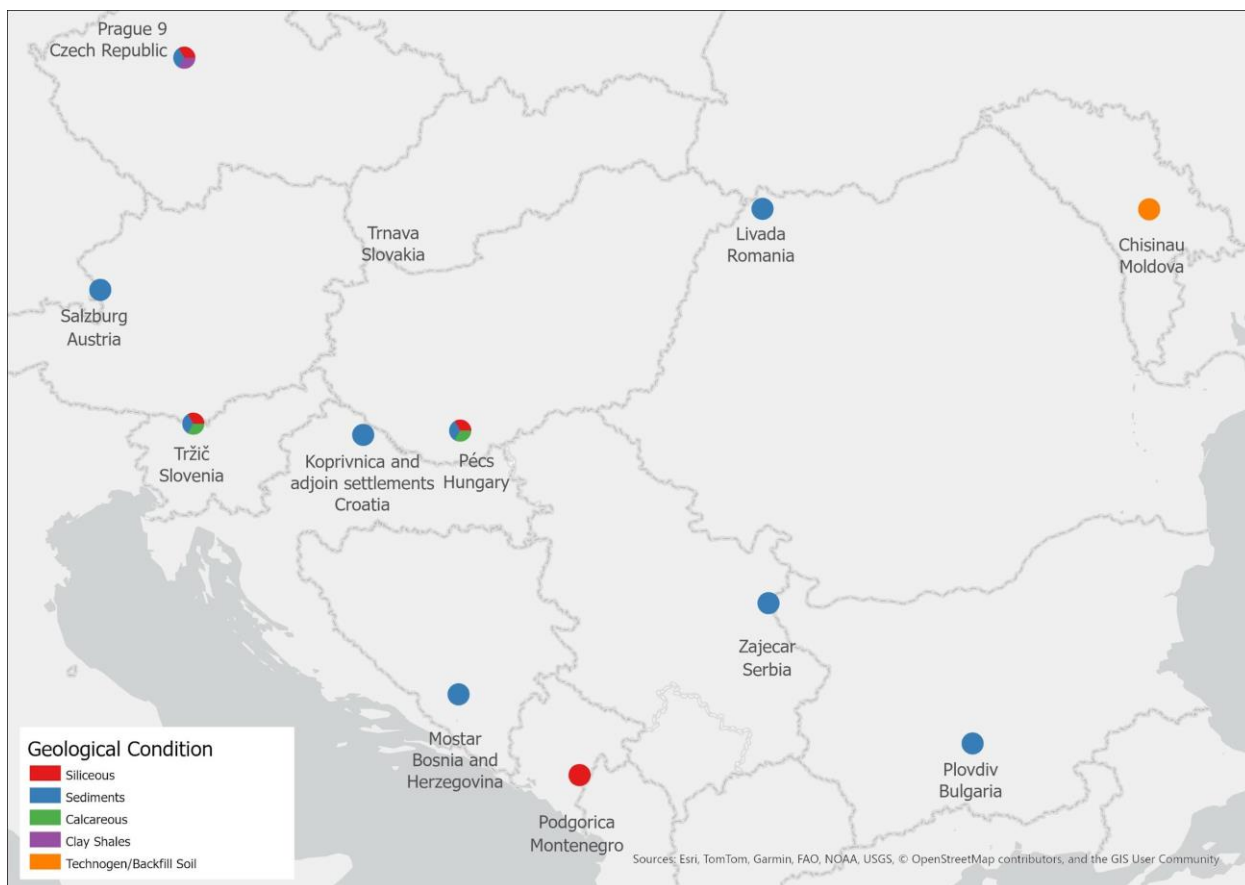 Prague 9
Czech Republic
Trnava
Slovakia
Livada
Romania
Chisinau
Moldova
Salzburg
Austria
Tržič
Slovenia
Koprivnica and
adjoin settlements
Croatia
Pécs
Hungary
Zajecar
Serbia
Mostar
Bosnia and
Herzegovina
Plovdiv
Bulgaria
Podgorica
Montenegro
Geological Condition
Siliceous
Sediments
Calcareous
Clay Shales
Technogen/Backfill Soil
Sources: Esri, TomTom, Garmin, FAO, NOAA, USGS, © OpenStreetMap contributors, and the GIS User Community